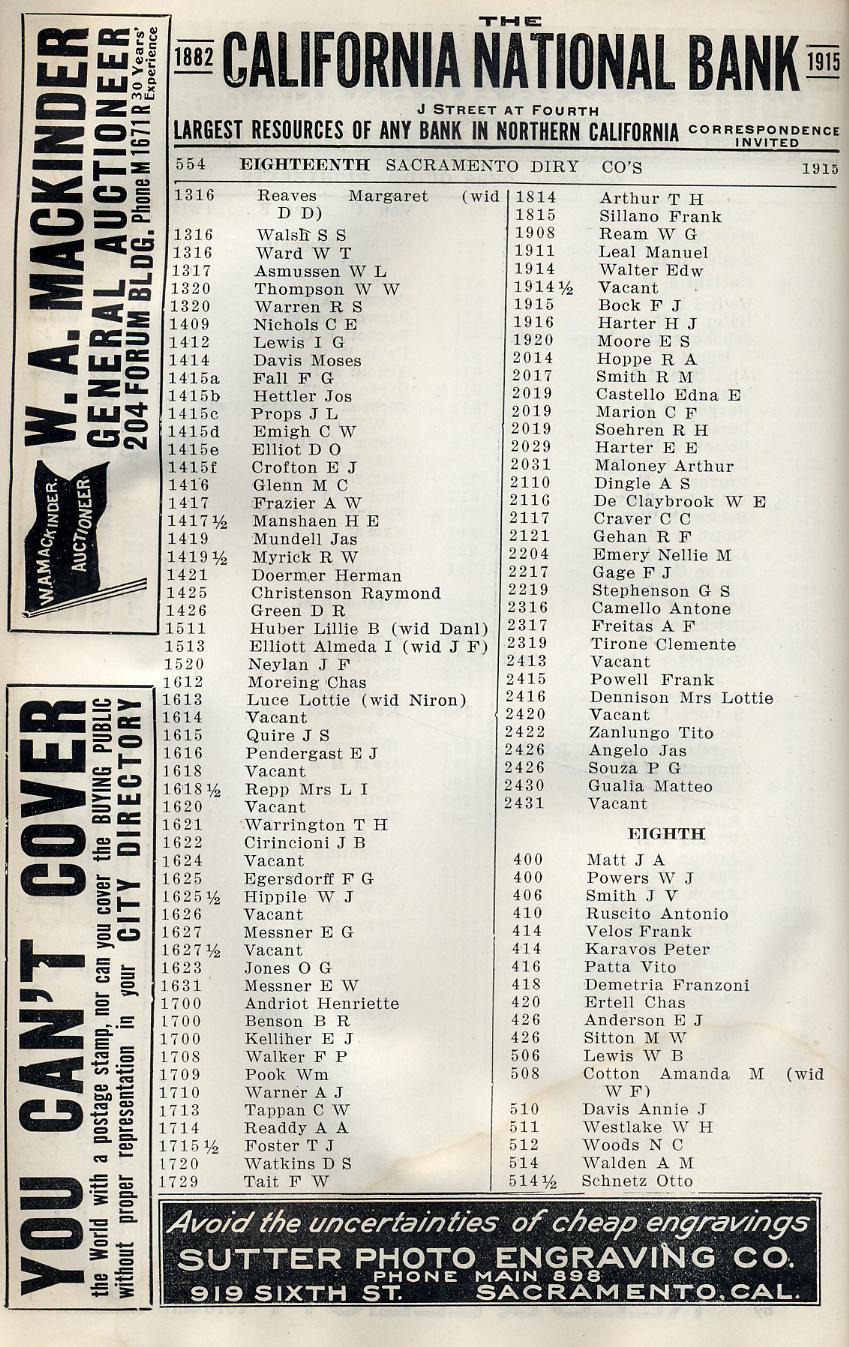 THE
1882 CALIFORNIA NATIONAL BANK 1915
J STREET AT FOURTH
LARGEST RESOURCES OF ANY BANK IN NORTHERN CALIFORNIA CORRESPONDENCE INVITED
554 EIGHTEENTH SACRAMENTO DIRY CO'S 1915
1316 Reaves Margaret (wid
D D)
1316 Walsh S S
1316 Ward W T
1317 Asmussen W L
1320 Thompson W W
1320 Warren R S
1409 Nichols C E
1412 Lewis I G
1414 Davis Moses
1415a Fall F G
1415b Hettler Jos
1415c Props J L
1415d Emigh C W
1415e Elliot D O
1415f Crofton E J
1416 Glenn M C
1417 Frazier A W
1417½ Manshaen H E
1419 Mundell Jas
1419½ Myrick R W
1421 Doermer Herman
1425 Christenson Raymond
1426 Green D R
1511 Huber Lillie B (wid Danl)
1513 Elliott Almeda I (wid J F)
1520 Neylan J F
1612 Moreing Chas
1613 Luce Lottie (wid Niron)
1614 Vacant
1615 Quire J S
1616 Pendergast E J
1618 Vacant
1618½ Repp Mrs L I
1620 Vacant
1621 Warrington T H
1622 Cirincioni J B
1624 Vacant
1625 Egersdorff F G
1625½ Hippile W J
1626 Vacant
1627 Messner E G
1627½ Vacant
1623 Jones O G
1631 Messner E W
1700 Andriot Henriette
1700 Benson B R
1700 Kelliher E J
1708 Walker F P
1709 Pook Wm
1710 Warner A J
1713 Tappan C W
1714 Readdy A A
1715½ Foster T J
1720 Watkins D S
1729 Tait F W
1814 Arthur T H
1815 Sillano Frank
1908 Ream W G
1911 Leal Manuel
1914 Walter Edw
1914½ Vacant
1915 Bock F J
1916 Harter H J
1920 Moore E S
2014 Hoppe R A
2017 Smith R M
2019 Castello Edna E
2019 Marion C F
2019 Soehren R H
2029 Harter E E
2031 Maloney Arthur
2110 Dingle A S
2116 De Claybrook W E
2117 Craver C C
2121 Gehan R F
2204 Emery Nellie M
2217 Gage F J
2219 Stephenson G S
2316 Camello Antone
2317 Freitas A F
2319 Tirone Clemente
2413 Vacant
2415 Powell Frank
2416 Dennison Mrs Lottie
2420 Vacant
2422 Zanlungo Tito
2426 Angelo Jas
2426 Souza P G
2430 Gualia Matteo
2431 Vacant
EIGHTH
400 Matt J A
400 Powers W J
406 Smith J V
410 Ruscito Antonio
414 Velos Frank
414 Karavos Peter
416 Patta Vito
418 Demetria Franzoni
420 Ertell Chas
426 Anderson E J
426 Sitton M W
506 Lewis W B
508 Cotton Amanda M (wid
W F)
510 Davis Annie J
511 Westlake W H
512 Woods N C
514 Walden A M
514½ Schnetz Otto
W. A. MACKINDER
GENERAL AUCTIONEER
204 FORUM BLDG. Phone M 1671 R 30 Years' Experience
W.A. MACKINDER.
AUCTIONEER
YOU CAN'T COVER
the World with a postage stamp, nor can you cover the BUYING PUBLIC
without proper representation in your CITY DIRECTORY
Avoid the uncertainties of cheap engravings
SUTTER PHOTO ENGRAVING CO.
PHONE MAIN 898
919 SIXTH ST. SACRAMENTO, CAL.